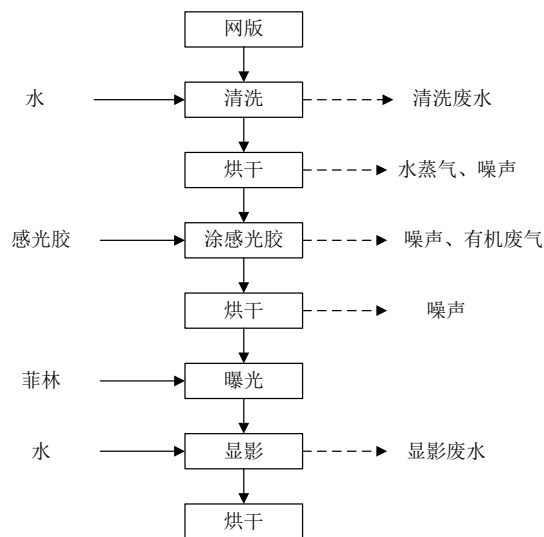 网版
水
清洗
清洗废水
烘干
水蒸气、噪声
感光胶
涂感光胶
噪声、有机废气
烘干
噪声
菲林
曝光
水
显影
显影废水
烘干